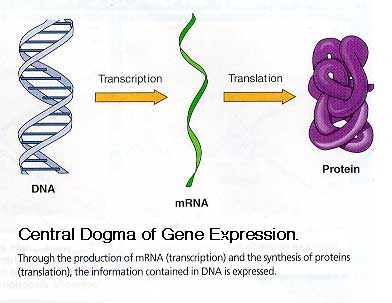 Transcription
Translation
DNA
mRNA
Protein
Central Dogma of Gene Expression.
Through the production of mRNA (transcription) and the synthesis of proteins
(translation), the information contained in DNA is expressed.